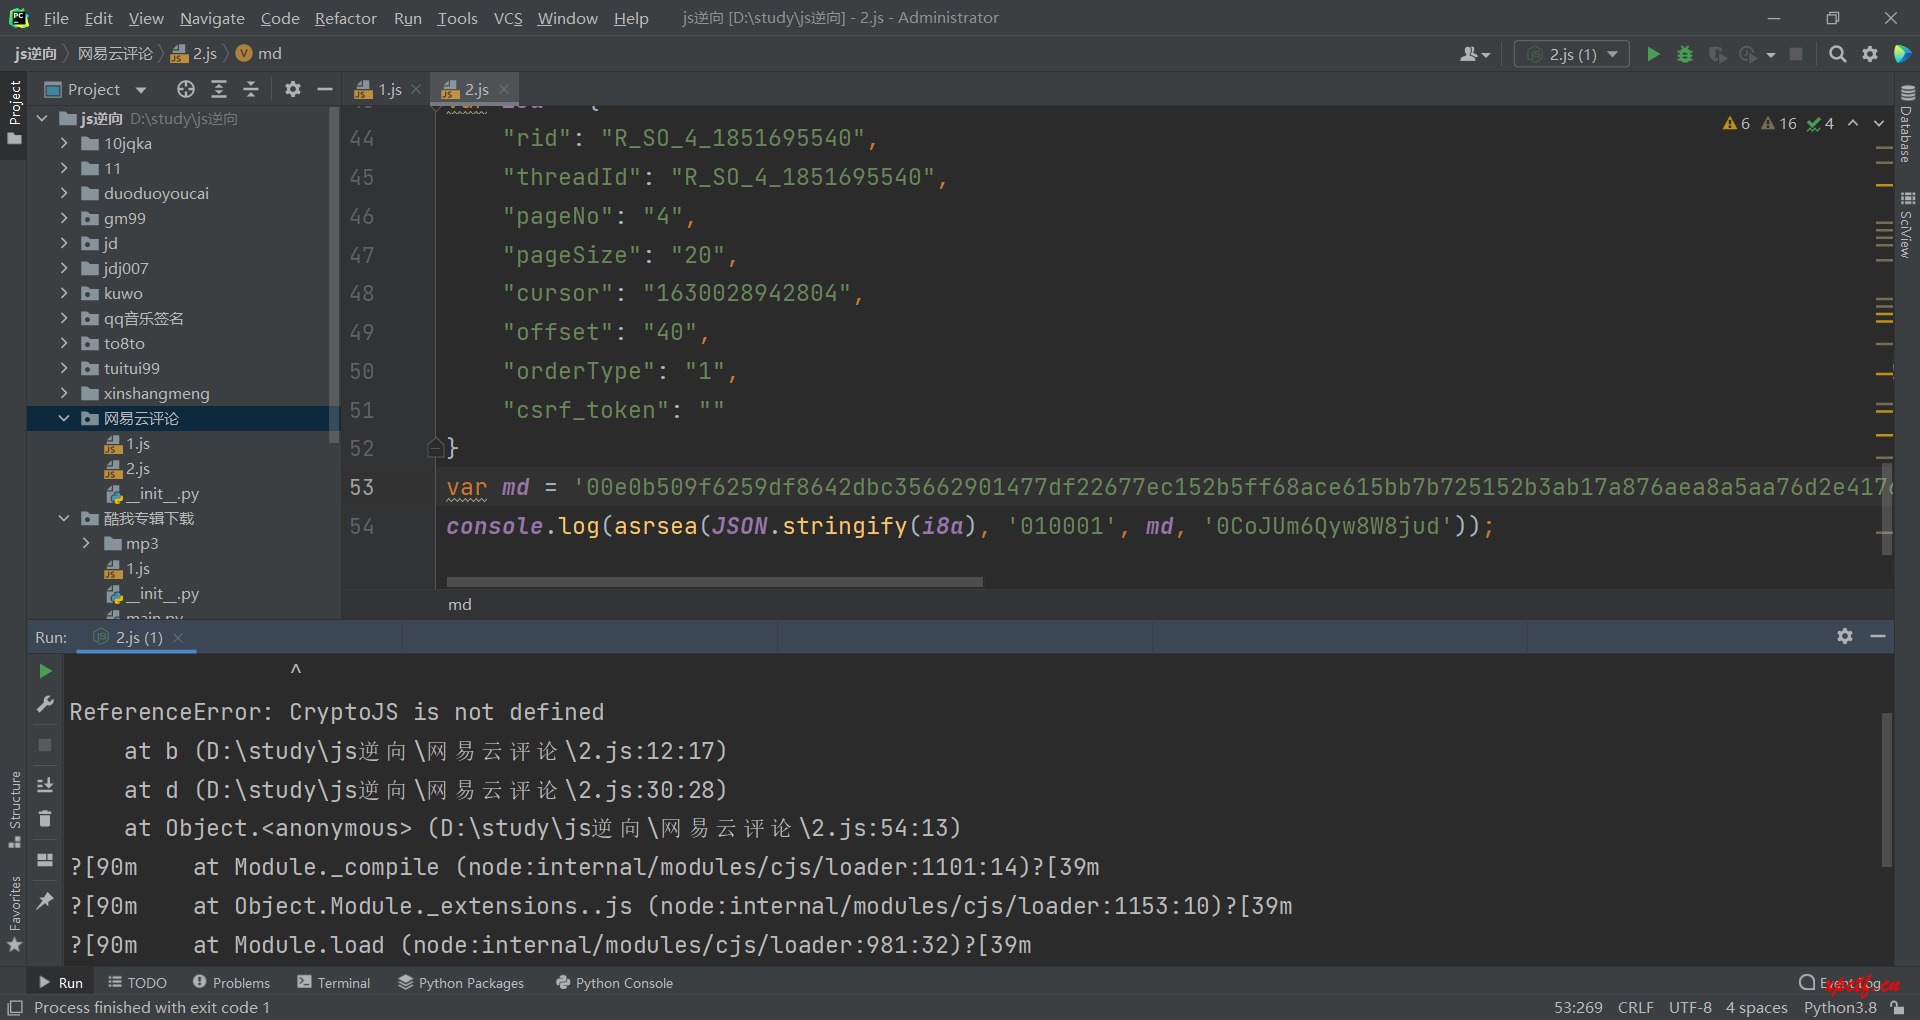 File Edit View Navigate Code Refactor Run Tools VCS Window Help js逆向 [D:\study\js逆向] - 2.js - Administrator
js逆向 网易云评论 2.js md
2.js (1)
Project
Project
1.js
2.js
6 16 4
js逆向 D:\study\js逆向
10jqka
11
duoduoyoucai
gm99
jd
jdj007
kuwo
qq音乐签名
to8to
tuitui99
xinshangmeng
网易云评论
1.js
2.js
__init__.py
酷我专辑下载
mp3
1.js
__init__.py
main.py
44 "rid": "R_SO_4_1851695540",
45 "threadId": "R_SO_4_1851695540",
46 "pageNo": "4",
47 "pageSize": "20",
48 "cursor": "1630028942804",
49 "offset": "40",
50 "orderType": "1",
51 "csrf_token": ""
52 }
53 var md = '00e0b509f6259df8642dbc35662901477df22677ec152b5ff68ace615bb7b725152b3ab17a876aea8a5aa76d2e417
54 console.log(asrsea(JSON.stringify(i8a), '010001', md, '0CoJUm6Qyw8W8jud'));
md
Database
SciView
Run: 2.js (1)
^
ReferenceError: CryptoJS is not defined
at b (D:\study\js逆向\网易云评论\2.js:12:17)
at d (D:\study\js逆向\网易云评论\2.js:30:28)
at Object.<anonymous> (D:\study\js逆向\网易云评论\2.js:54:13)
?[90m at Module._compile (node:internal/modules/cjs/loader:1101:14)?[39m
?[90m at Object.Module._extensions..js (node:internal/modules/cjs/loader:1153:10)?[39m
?[90m at Module.load (node:internal/modules/cjs/loader:981:32)?[39m
Structure
Favorites
Run TODO Problems Terminal Python Packages Python Console Event Log
Process finished with exit code 1
53:269 CRLF UTF-8 4 spaces Python3.8